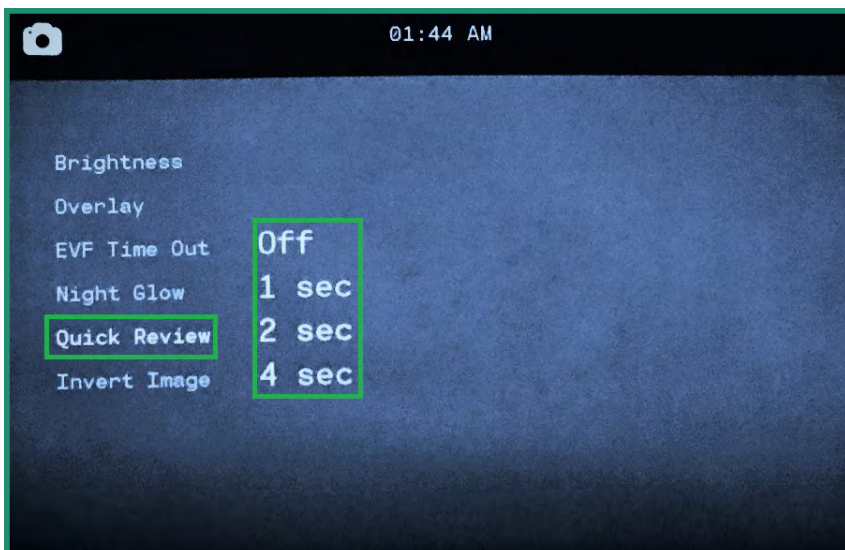 01:44 AM
Brightness
Overlay
EVF Time Out
Off
Night Glow
1 sec
Quick Review
2 sec
Invert Image
4 sec